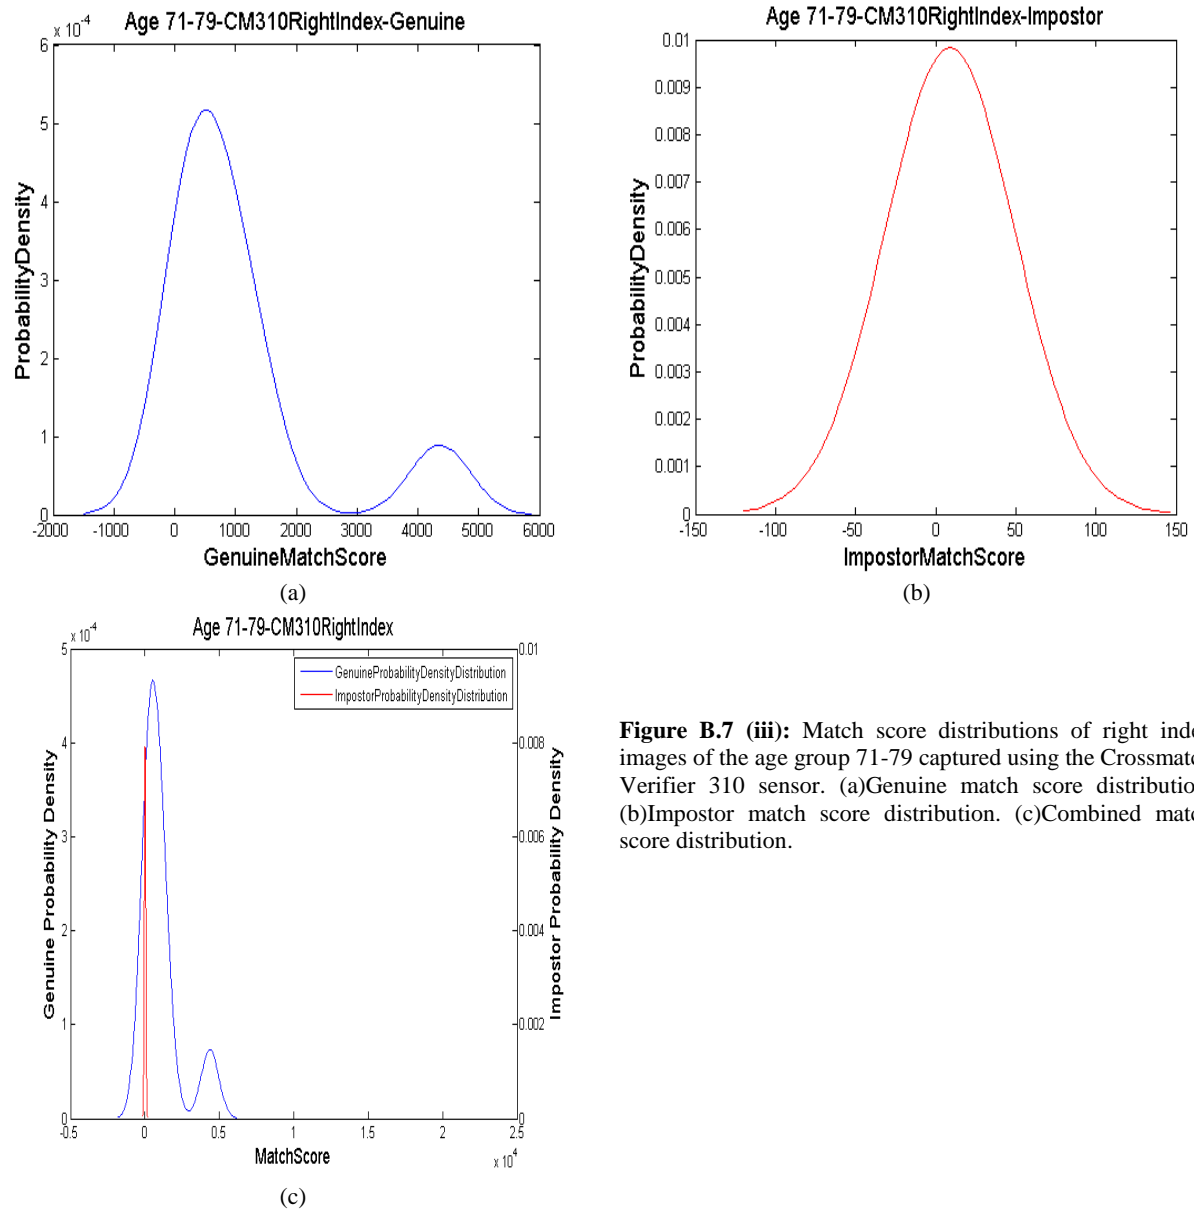 Age 71-79-CM310RightIndex-Genuine
x 10-4
6
5
4
3
2
1
0
ProbabilityDensity
-2000 -1000 0 1000 2000 3000 4000 5000 6000
GenuineMatchScore
(a)
Age 71-79-CM310RightIndex-Impostor
0.01
0.009
0.008
0.007
0.006
0.005
0.004
0.003
0.002
0.001
0
ProbabilityDensity
-150 -100 -50 0 50 100 150
ImpostorMatchScore
(b)
Age 71-79-CM310RightIndex
x 10-4
5
4
3
2
1
0
Genuine Probability Density
GenuineProbabilityDensityDistribution
ImpostorProbabilityDensityDistribution
0.01
0.008
0.006
0.004
0.002
0
Impostor Probability Density
-0.5 0 0.5 1 1.5 2 2.5
MatchScore
x 104
(c)
Figure B.7 (iii): Match score distributions of right inde
images of the age group 71-79 captured using the Crossmat
Verifier 310 sensor. (a)Genuine match score distribution
(b)Impostor match score distribution. (c)Combined matc
score distribution.